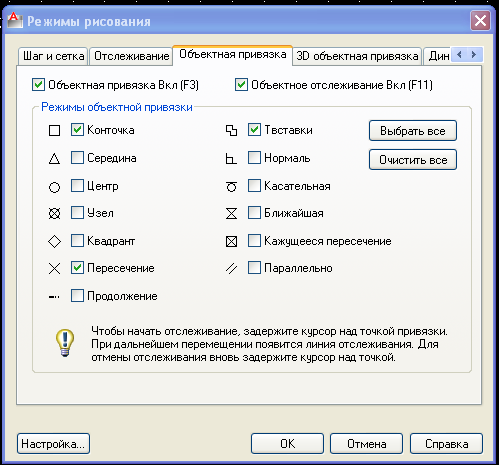 Режимы рисования
Шаг и сетка Отслеживание Объектная привязка 3D объектная привязка Дин
Объектная привязка Вкл (F3) Объектное отслеживание Вкл (F11)
Режимы объектной привязки
Конточка Твставки Выбрать все
Середина Нормаль Очистить все
Центр Касательная
Узел Ближайшая
Квадрант Кажущееся пересечение
Пересечение Параллельно
Продолжение
Чтобы начать отслеживание, задержите курсор над точкой привязки.
При дальнейшем перемещении появится линия отслеживания. Для
отмены отслеживания вновь задержите курсор над точкой.
Настройка... ОК Отмена Справка